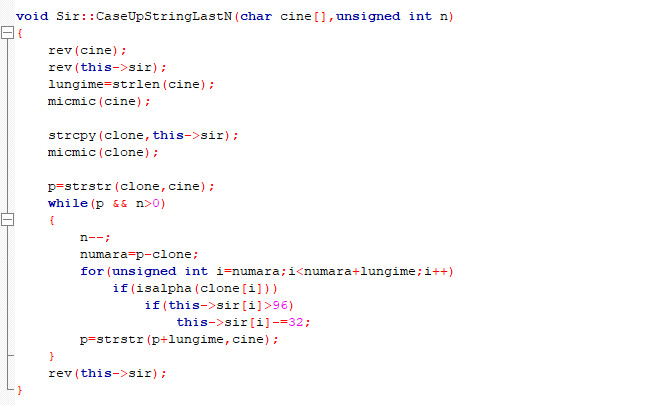 void Sir::CaseUpStringLastN(char cine[],unsigned int n)
{
rev(cine);
rev(this->sir);
lungime=strlen(cine);
micmic(cine);
strcpy(clone,this->sir);
micmic(clone);
p=strstr(clone,cine);
while(p && n>0)
{
n--;
numara=p-clone;
for(unsigned int i=numara;i<numara+lungime;i++)
if(isalpha(clone[i]))
if(this->sir[i]>96)
this->sir[i]-=32;
p=strstr(p+lungime,cine);
}
rev(this->sir);
}